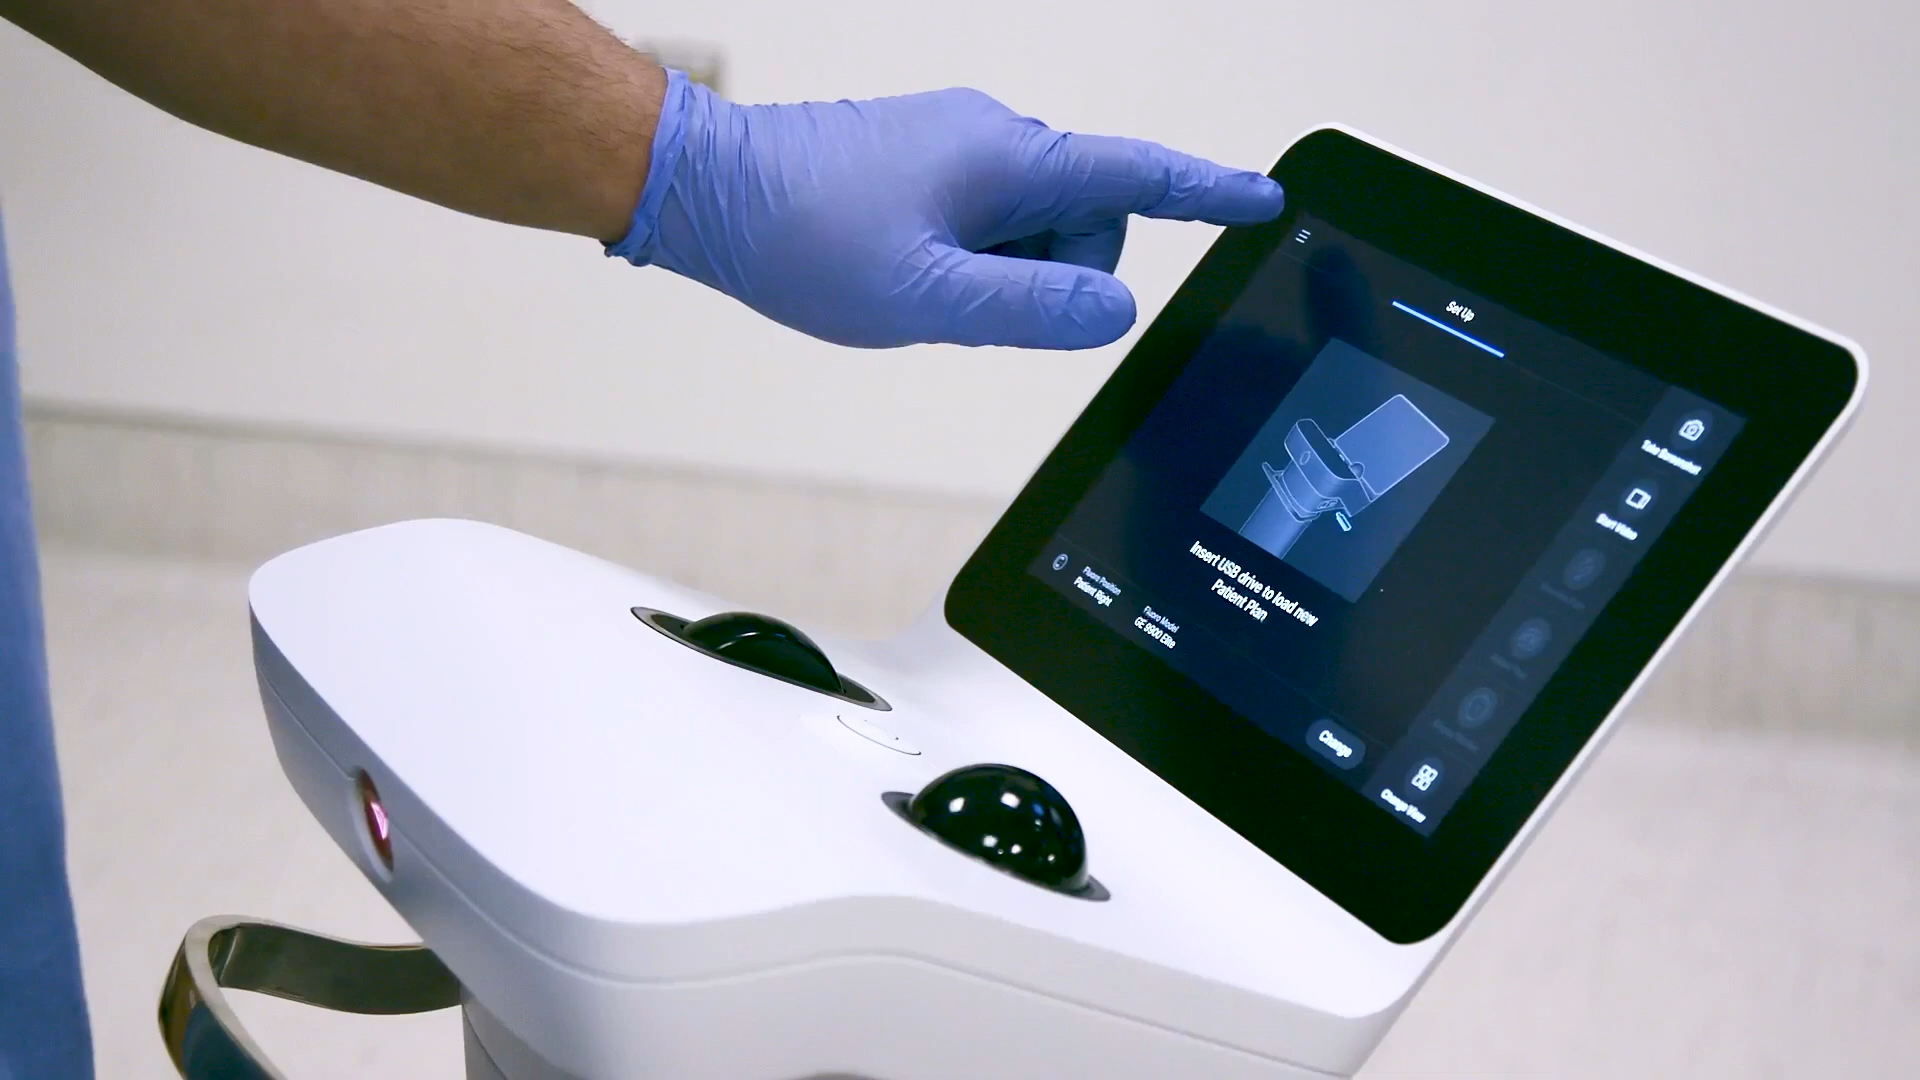 Set Up
Take Screenshot
Start Video
Insert USB drive to load new
Patient Plan
Fluoro Position
Patient Right
Fluoro Model
GE 9900 Elite
Change
Change View